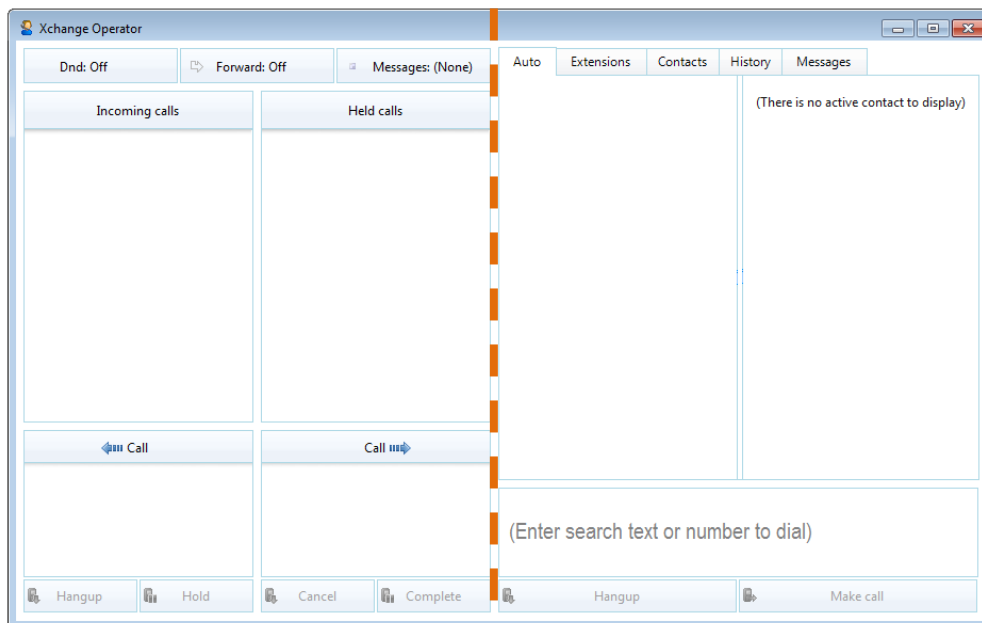 Xchange Operator
Dnd: Off
Forward: Off
Messages: (None)
Auto
Extensions
Contacts
History
Messages
Incoming calls
Held calls
(There is no active contact to display)
Call
Call
(Enter search text or number to dial)
Hangup
Hold
Cancel
Complete
Hangup
Make call